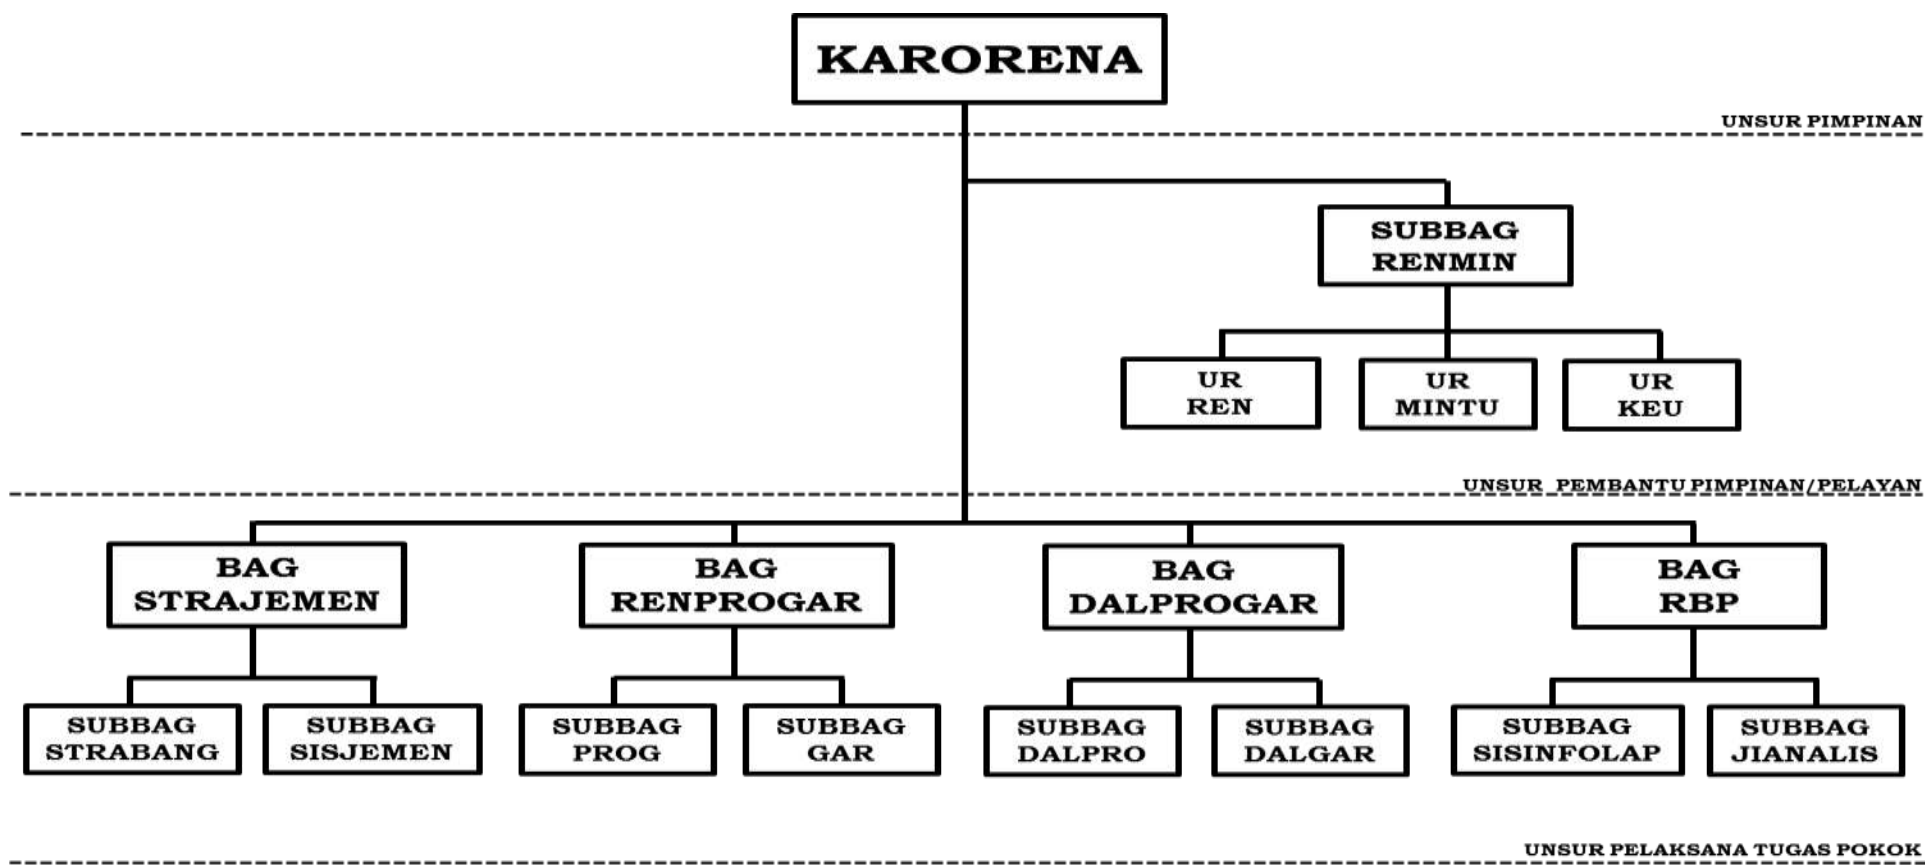 KARORENA
UNSUR PIMPINAN
SUBBAG
RENMIN
UR
REN
UR
MINTU
UR
KEU
UNSUR PEMBANTU PIMPINAN/PELAYAN
BAG
STRAJEMEN
BAG
RENPROGAR
BAG
DALPROGAR
BAG
RBP
SUBBAG
STRABANG
SUBBAG
SISJEMEN
SUBBAG
PROG
SUBBAG
GAR
SUBBAG
DALPRO
SUBBAG
DALGAR
SUBBAG
SISINFOLAP
SUBBAG
JIANALIS
UNSUR PELAKSANA TUGAS POKOK